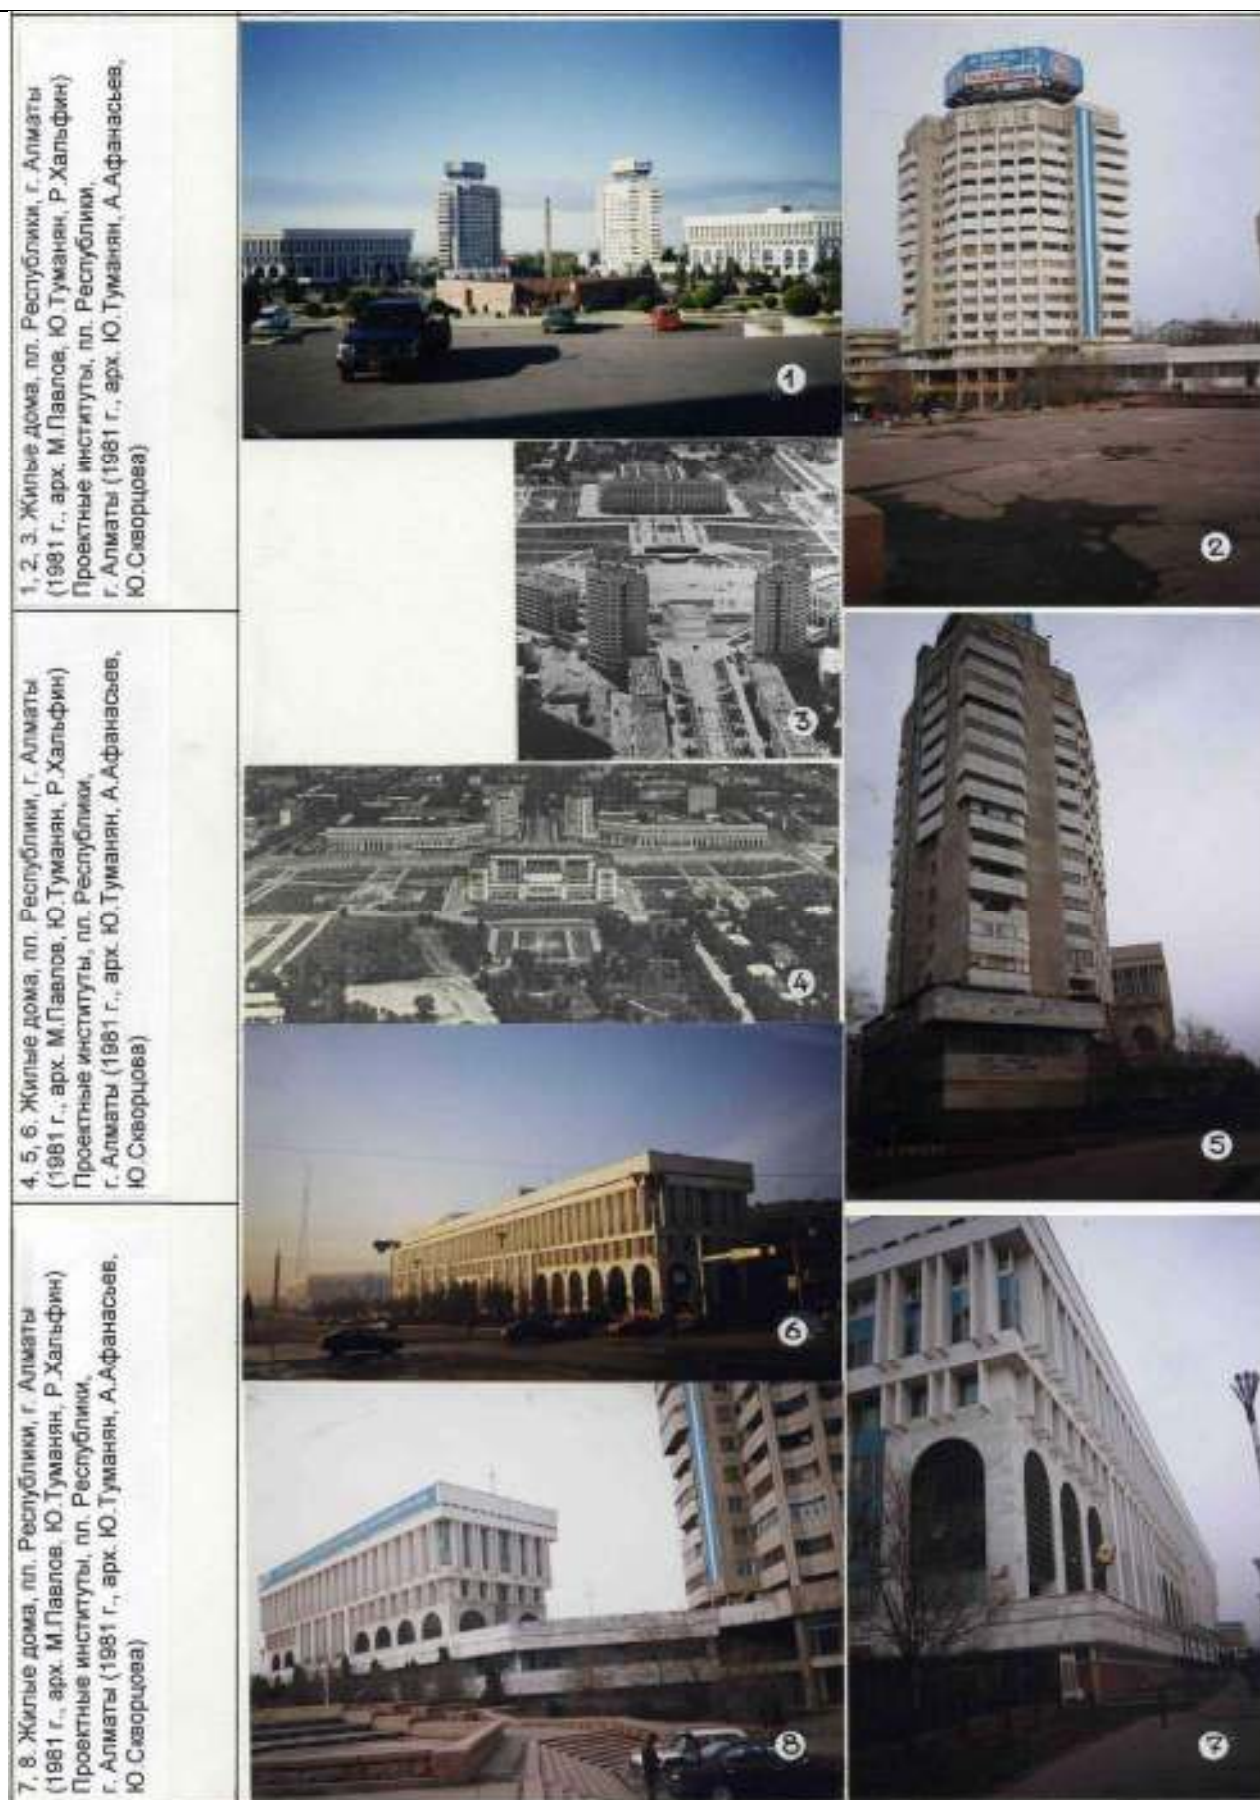 1, 2, 3. Жилые дома, пл. Республики, г. Алматы
(1981 г., арх. М.Павлов, Ю.Туманян, Р.Хальфин)
Проектные институты, пл. Республики,
г. Алматы (1981 г., арх. Ю.Туманян, А.Афанасьев,
Ю.Скворцова)
4, 5, 6. Жилые дома, пл. Республики, г. Алматы
(1981 г., арх. М.Павлов, Ю.Туманян, Р.Хальфин)
Проектные институты, пл. Республики,
г. Алматы (1981 г., арх. Ю.Туманян, А.Афанасьев,
Ю.Скворцова)
7, 8. Жилые дома, пл. Республики, г. Алматы
(1981 г., арх. М.Павлов, Ю.Туманян, Р.Хальфин)
Проектные институты, пл. Республики,
г. Алматы (1981 г., арх. Ю.Туманян, А.Афанасьев,
Ю.Скворцова)
1
2
3
4
5
6
7
8